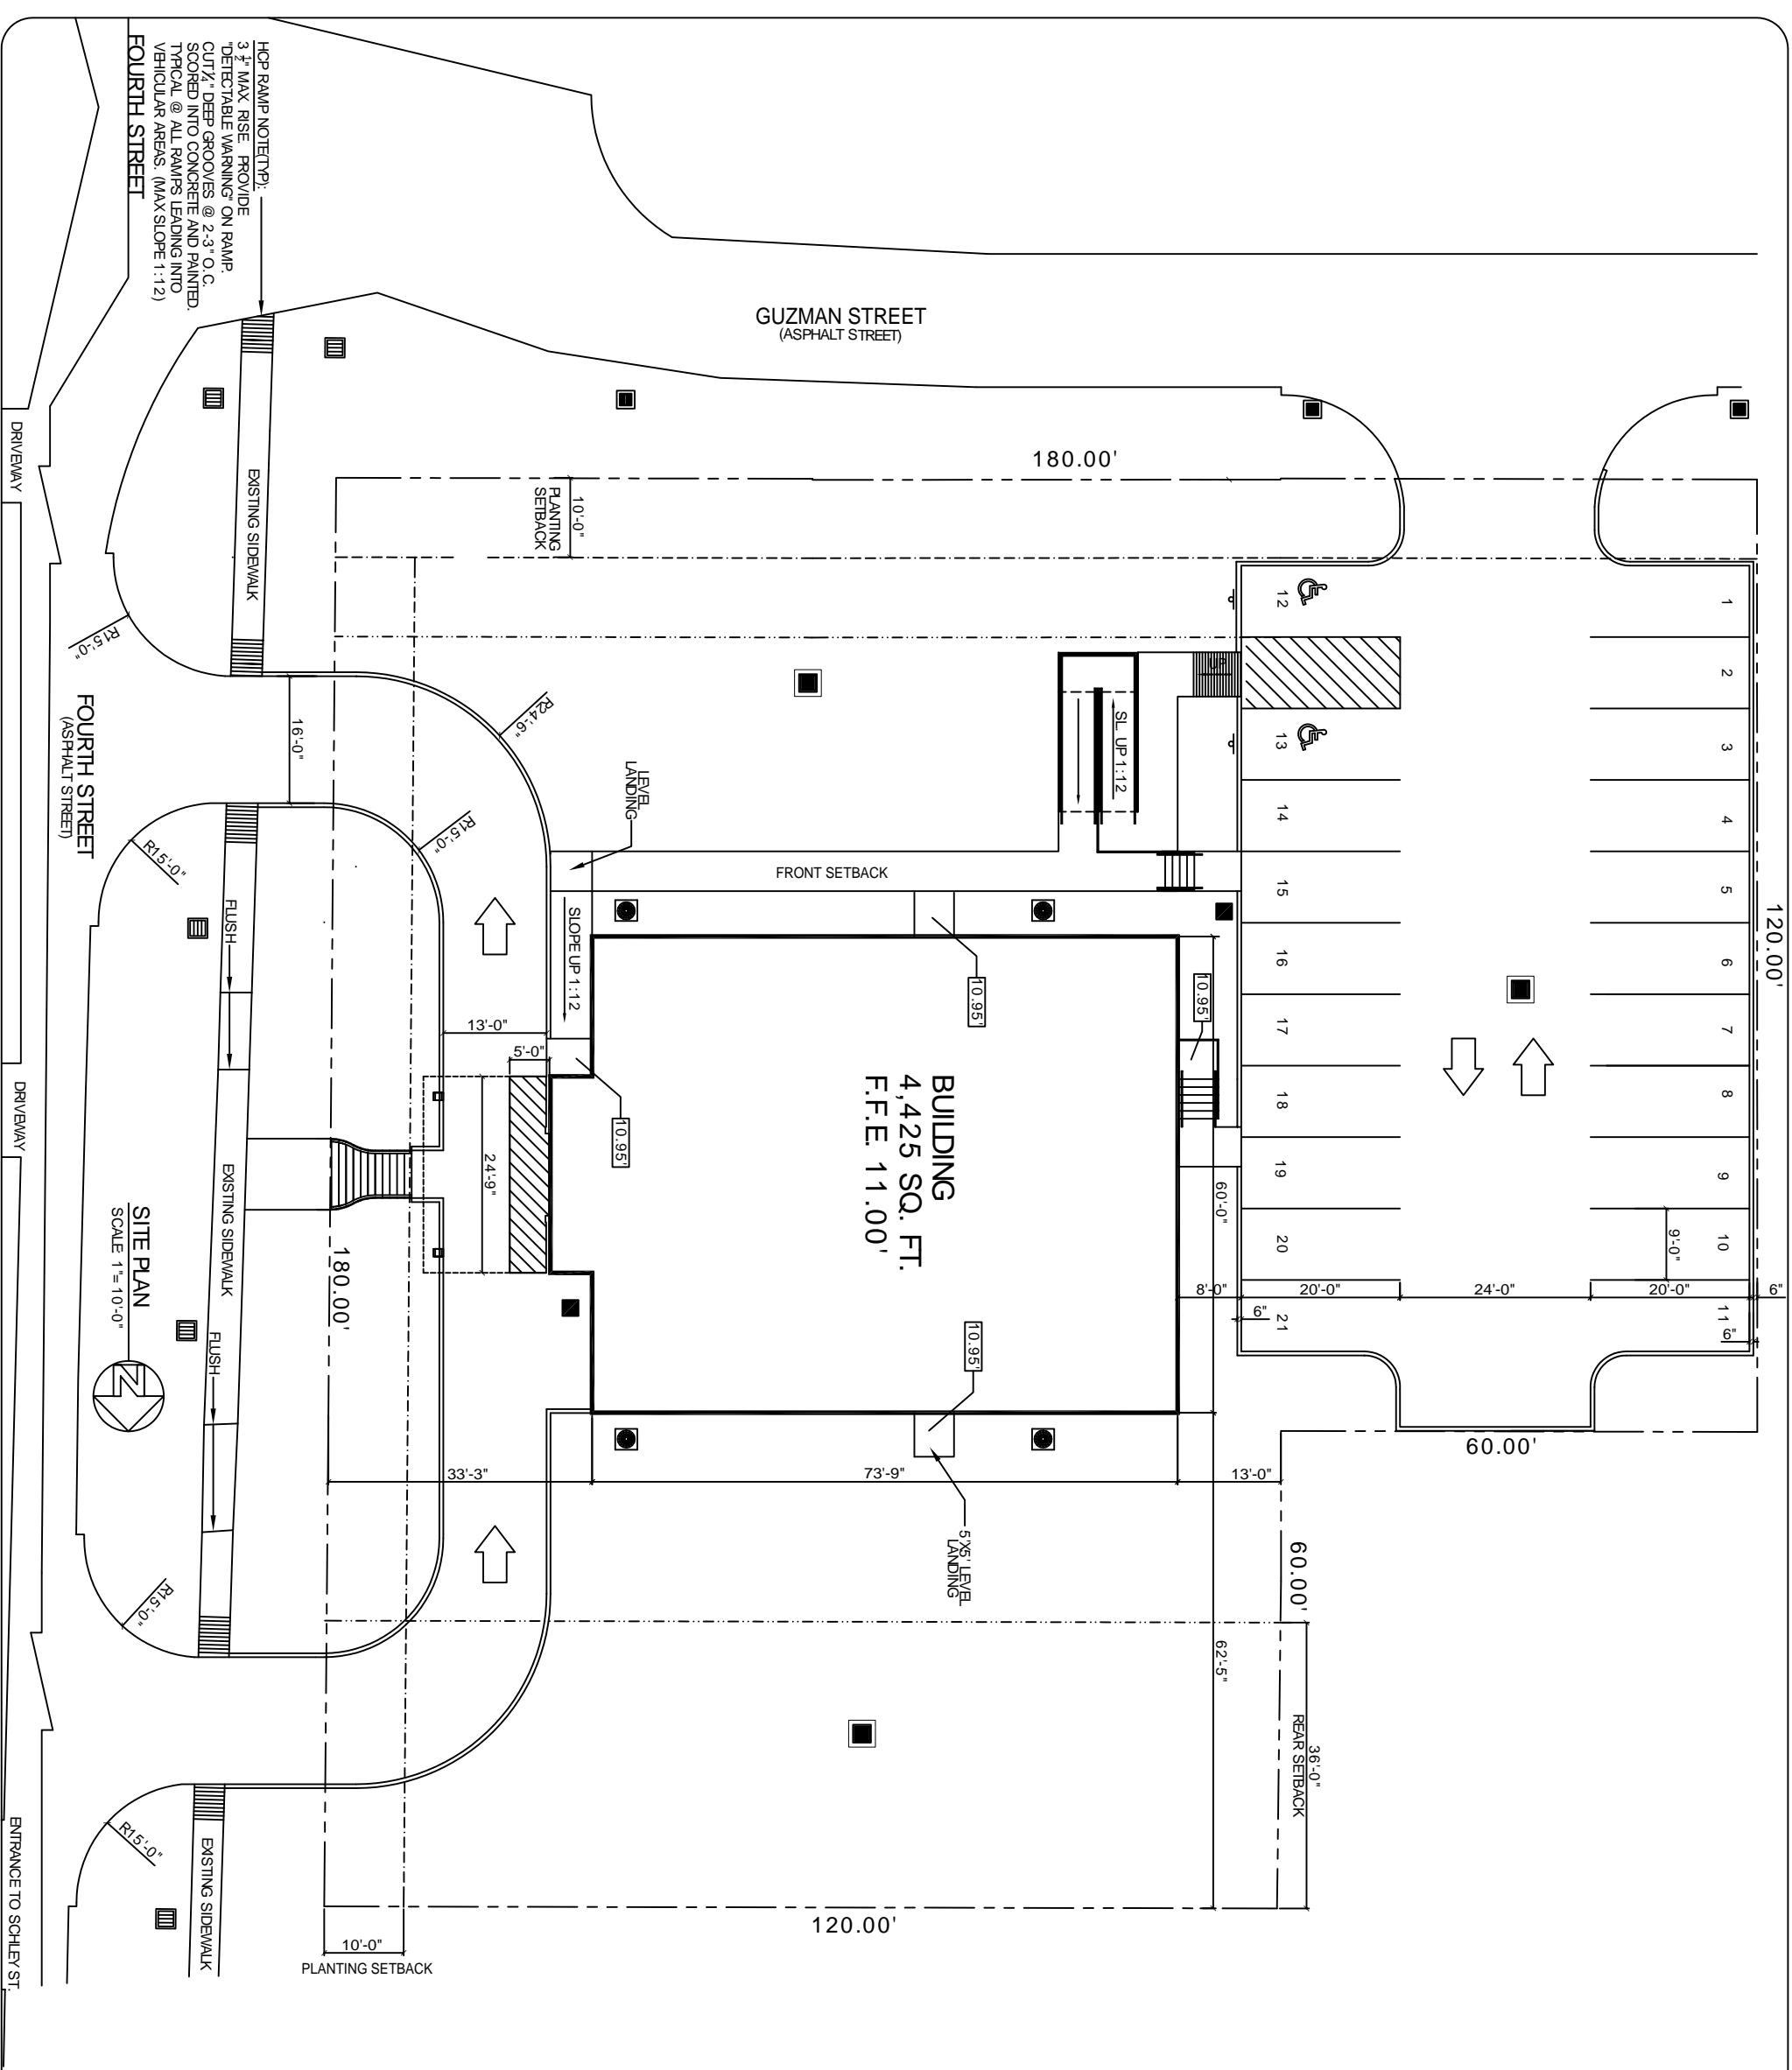 HCP RAMP NOTE(TYP):
3 1/2" MAX. RISE. PROVIDE
"DETECTABLE WARNING" ON RAMP.
CUT ¼" DEEP GROOVES @ 2-3" O.C.
SCORED INTO CONCRETE AND PAINTED.
TYPICAL @ ALL RAMPS LEADING INTO
VEHICULAR AREAS. (MAX SLOPE 1:12)
FOURTH STREET
GUZMAN STREET
(ASPHALT STREET)
DRIVEWAY
EXISTING SIDEWALK
180.00'
10'-0"
PLANTING
SETBACK
R15'-0"
FOURTH STREET
(ASPHALT STREET)
16'-0"
R24'-6"
R15'-0"
R15'-0"
LEVEL
LANDING
SL. UP 1:12
UP
FRONT SETBACK
SLOPE UP 1:12
12
13
14
15
16
17
18
19
20
21
1
2
3
4
5
6
7
8
9
10
11
120.00'
10.95'
10.95'
10.95'
10.95'
BUILDING
4,425 SQ. FT.
F.F.E. 11.00'
13'-0"
5'-0"
24'-9"
60'-0"
9'-0"
8'-0"
20'-0"
24'-0"
20'-0"
6"
6"
6"
60.00'
FLUSH
EXISTING SIDEWALK
FLUSH
DRIVEWAY
SITE PLAN
SCALE 1"= 10'-0"
N
180.00'
33'-3"
73'-9"
13'-0"
5'X5' LEVEL
LANDING
60.00'
62'-5"
36'-0"
REAR SETBACK
R15'-0"
R15'-0"
EXISTING SIDEWALK
ENTRANCE TO SCHLEY ST.
120.00'
10'-0"
PLANTING SETBACK